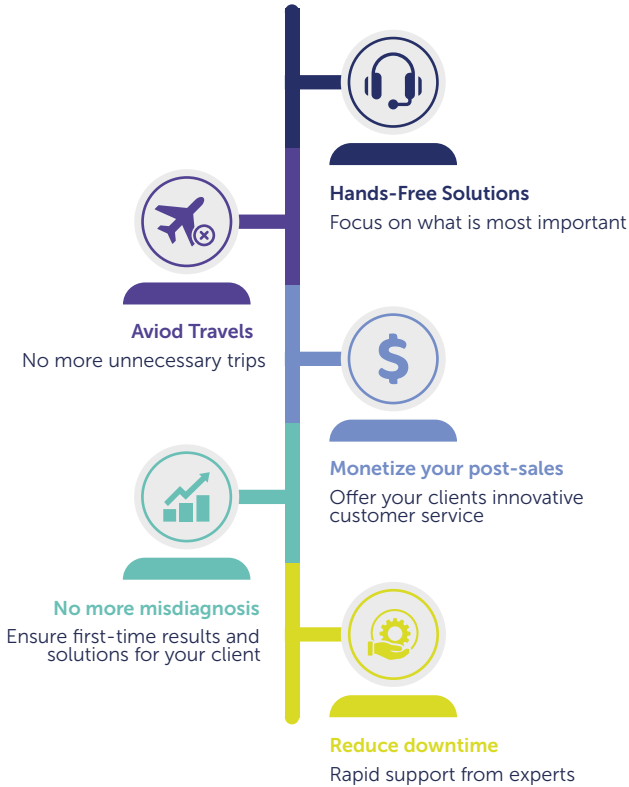 Hands-Free Solutions
Focus on what is most important
Aviod Travels
No more unnecessary trips
$
Monetize your post-sales
Offer your clients innovative
customer service
No more misdiagnosis
Ensure first-time results and
solutions for your client
Reduce downtime
Rapid support from experts